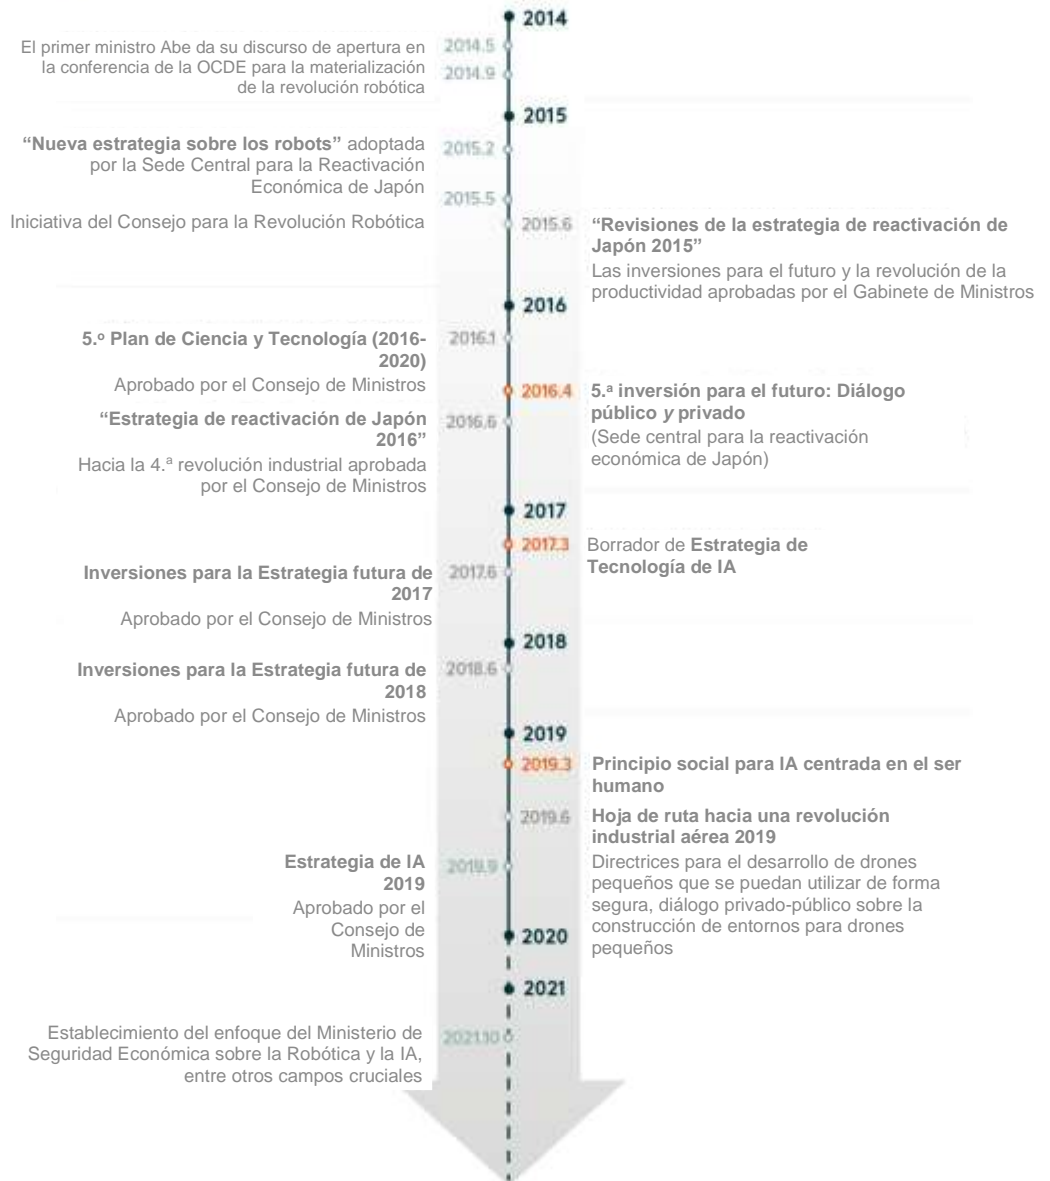 2014
El primer ministro Abe da su discurso de apertura en
la conferencia de la OCDE para la materialización
de la revolución robótica
2014.5
2014.9
2015
“Nueva estrategia sobre los robots” adoptada
por la Sede Central para la Reactivación
Económica de Japón
2015.2
2015.5
Iniciativa del Consejo para la Revolución Robótica
2015.6
“Revisiones de la estrategia de reactivación de
Japón 2015”
Las inversiones para el futuro y la revolución de la
productividad aprobadas por el Gabinete de Ministros
2016
5.º Plan de Ciencia y Tecnología (2016-
2020)
Aprobado por el Consejo de Ministros
2016.1
2016.4
5.ª inversión para el futuro: Diálogo
público y privado
(Sede central para la reactivación
económica de Japón)
“Estrategia de reactivación de Japón
2016”
Hacia la 4.ª revolución industrial aprobada
por el Consejo de Ministros
2016.6
2017
2017.3
Borrador de Estrategia de
Tecnología de IA
Inversiones para la Estrategia futura de
2017
Aprobado por el Consejo de Ministros
2017.6
2018
Inversiones para la Estrategia futura de
2018
Aprobado por el Consejo de Ministros
2018.6
2019
2019.3
Principio social para IA centrada en el ser
humano
2019.6
Hoja de ruta hacia una revolución
industrial aérea 2019
Directrices para el desarrollo de drones
pequeños que se puedan utilizar de forma
segura, diálogo privado-público sobre la
construcción de entornos para drones
pequeños
Estrategia de IA
2019
Aprobado por el
Consejo de
Ministros
2019.9
2020
2021
Establecimiento del enfoque del Ministerio de
Seguridad Económica sobre la Robótica y la IA,
entre otros campos cruciales
2021.10